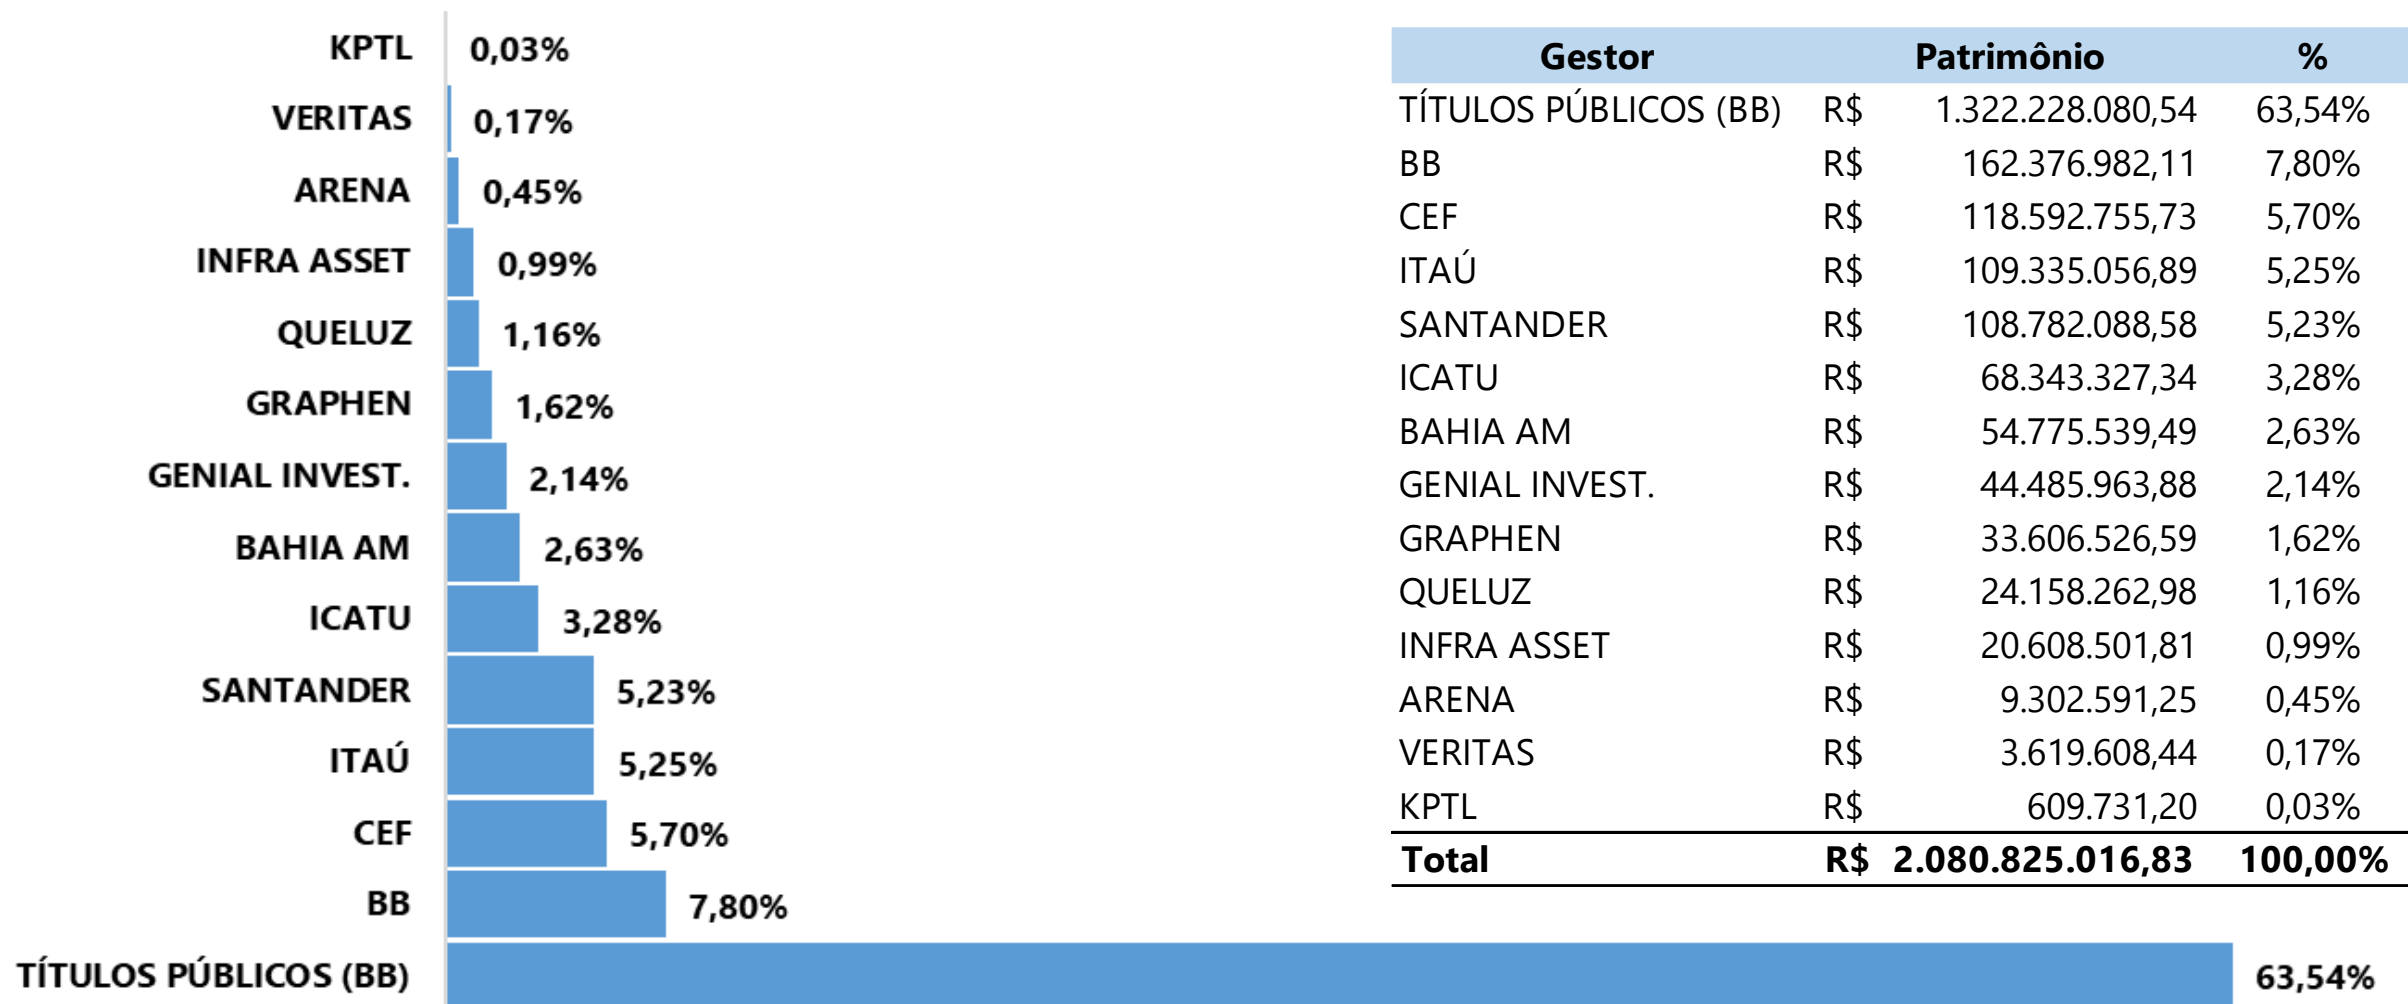 KPTL 0,03%
VERITAS 0,17%
ARENA 0,45%
INFRA ASSET 0,99%
QUELUZ 1,16%
GRAPHEN 1,62%
GENIAL INVEST. 2,14%
BAHIA AM 2,63%
ICATU 3,28%
SANTANDER 5,23%
ITAÚ 5,25%
CEF 5,70%
BB 7,80%
TÍTULOS PÚBLICOS (BB) 63,54%
Gestor Patrimônio %
TÍTULOS PÚBLICOS (BB) R$ 1.322.228.080,54 63,54%
BB R$ 162.376.982,11 7,80%
CEF R$ 118.592.755,73 5,70%
ITAÚ R$ 109.335.056,89 5,25%
SANTANDER R$ 108.782.088,58 5,23%
ICATU R$ 68.343.327,34 3,28%
BAHIA AM R$ 54.775.539,49 2,63%
GENIAL INVEST. R$ 44.485.963,88 2,14%
GRAPHEN R$ 33.606.526,59 1,62%
QUELUZ R$ 24.158.262,98 1,16%
INFRA ASSET R$ 20.608.501,81 0,99%
ARENA R$ 9.302.591,25 0,45%
VERITAS R$ 3.619.608,44 0,17%
KPTL R$ 609.731,20 0,03%
Total R$ 2.080.825.016,83 100,00%